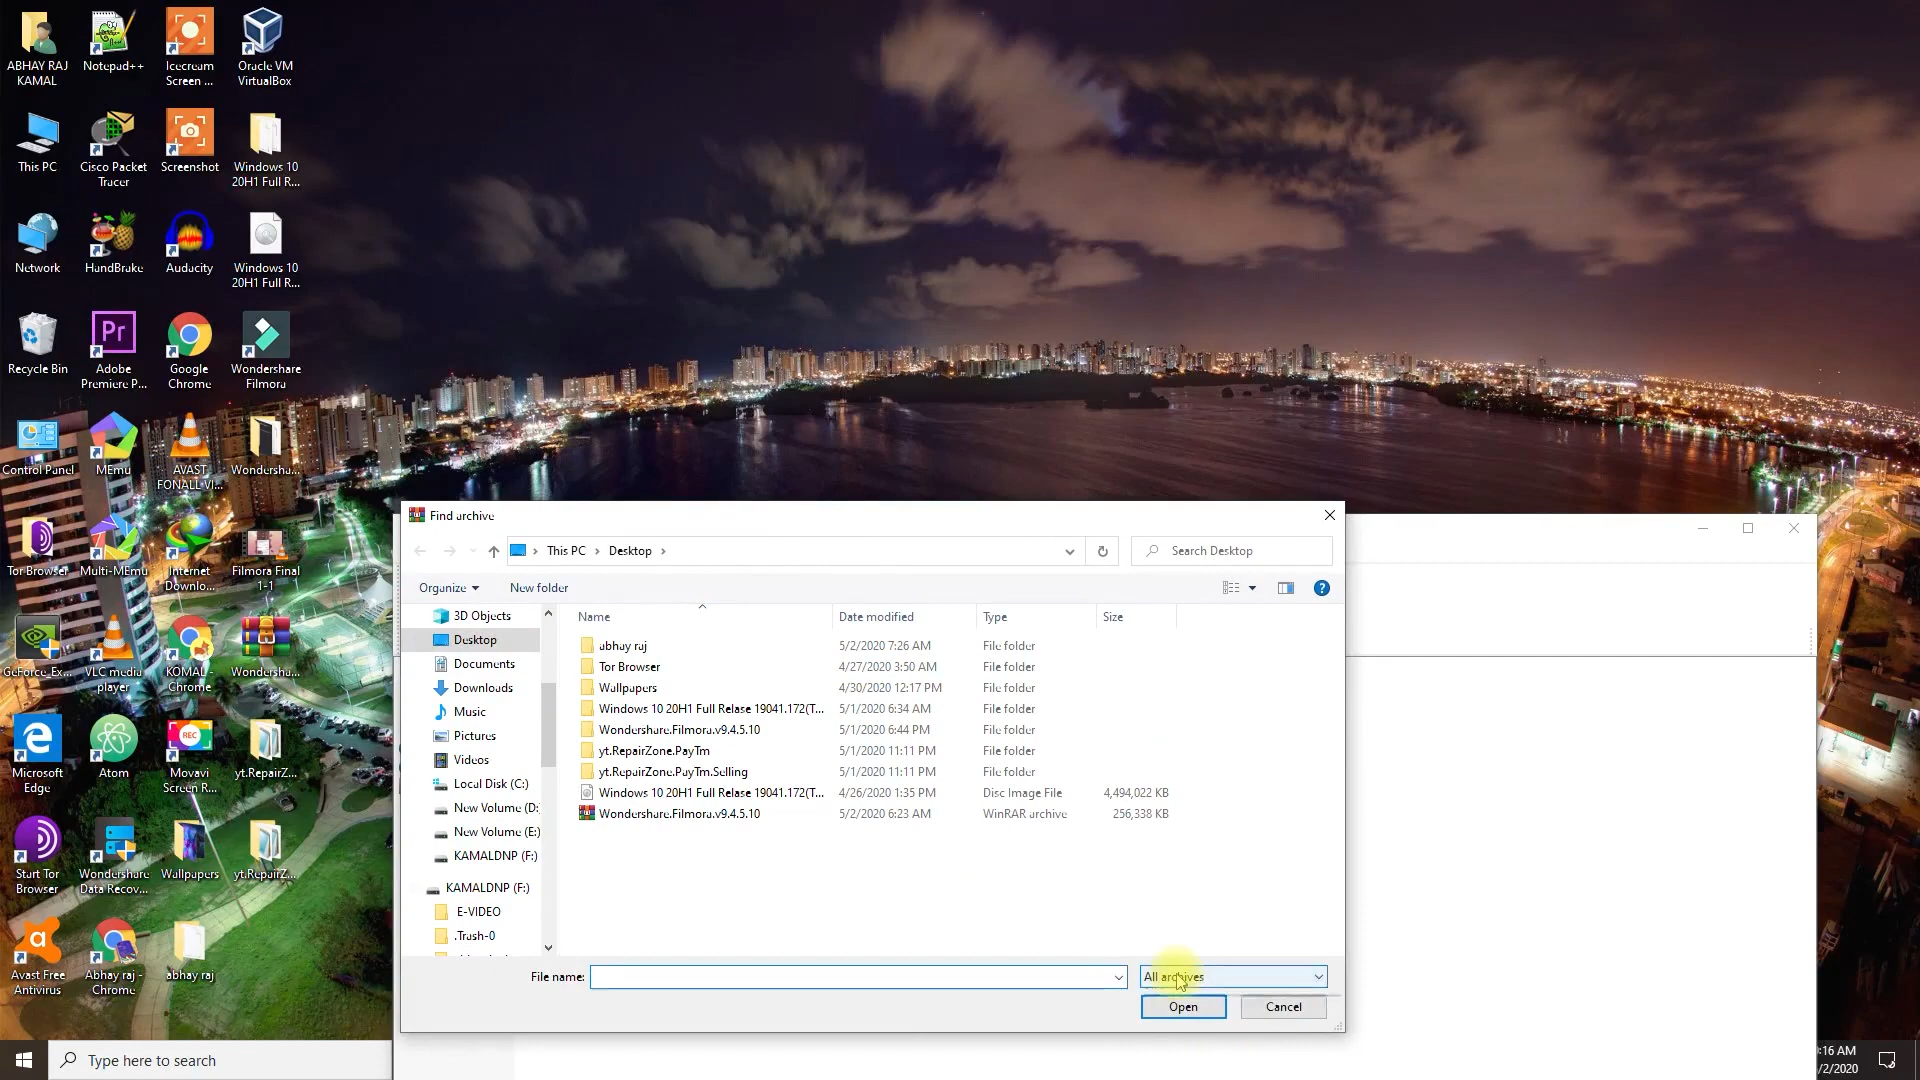 ABHAY RAJ
KAMAL
Notepad++
Icecream
Screen ...
Oracle VM
VirtualBox
This PC
Cisco Packet
Tracer
Screenshot
Windows 10
20H1 Full R...
Network
HandBrake
Audacity
Windows 10
20H1 Full R...
Recycle Bin
Adobe
Premiere P...
Google
Chrome
Wondershare
Filmora
Control Panel
MEmu
AVAST
FONALL VI...
Wondersha...
Tor Browser
Multi-MEmu
Internet
Downlo...
Filmora Final
1-1
GeForce_Ex...
VLC media
player
KOMAL -
Chrome
Wondersha...
Microsoft
Edge
Atom
REC
Movavi
Screen R...
yt.RepairZ...
Start Tor
Browser
Wondershare
Data Recov...
Wallpapers
yt.RepairZ...
Avast Free
Antivirus
Abhay raj -
Chrome
abhay raj
Find archive
This PC
Desktop
Search Desktop
Organize
New folder
3D Objects
Desktop
Documents
Downloads
Music
Pictures
Videos
Local Disk (C:)
New Volume (D:)
New Volume (E:)
KAMALDNP (F:)
KAMALDNP (F:)
E-VIDEO
.Trash-0
Name Date modified Type Size
abhay raj 5/2/2020 7:26 AM File folder
Tor Browser 4/27/2020 3:50 AM File folder
Wallpapers 4/30/2020 12:17 PM File folder
Windows 10 20H1 Full Relase 19041.172(T... 5/1/2020 6:34 AM File folder
Wondershare.Filmora.v9.4.5.10 5/1/2020 6:44 PM File folder
yt.RepairZone.PayTm 5/1/2020 11:11 PM File folder
yt.RepairZone.PayTm.Selling 5/1/2020 11:11 PM File folder
Windows 10 20H1 Full Relase 19041.172(T... 4/26/2020 1:35 PM Disc Image File 4,494,022 KB
Wondershare.Filmora.v9.4.5.10 5/2/2020 6:23 AM WinRAR archive 256,338 KB
File name:
All archives
Open
Cancel
Type here to search
:16 AM
/2/2020